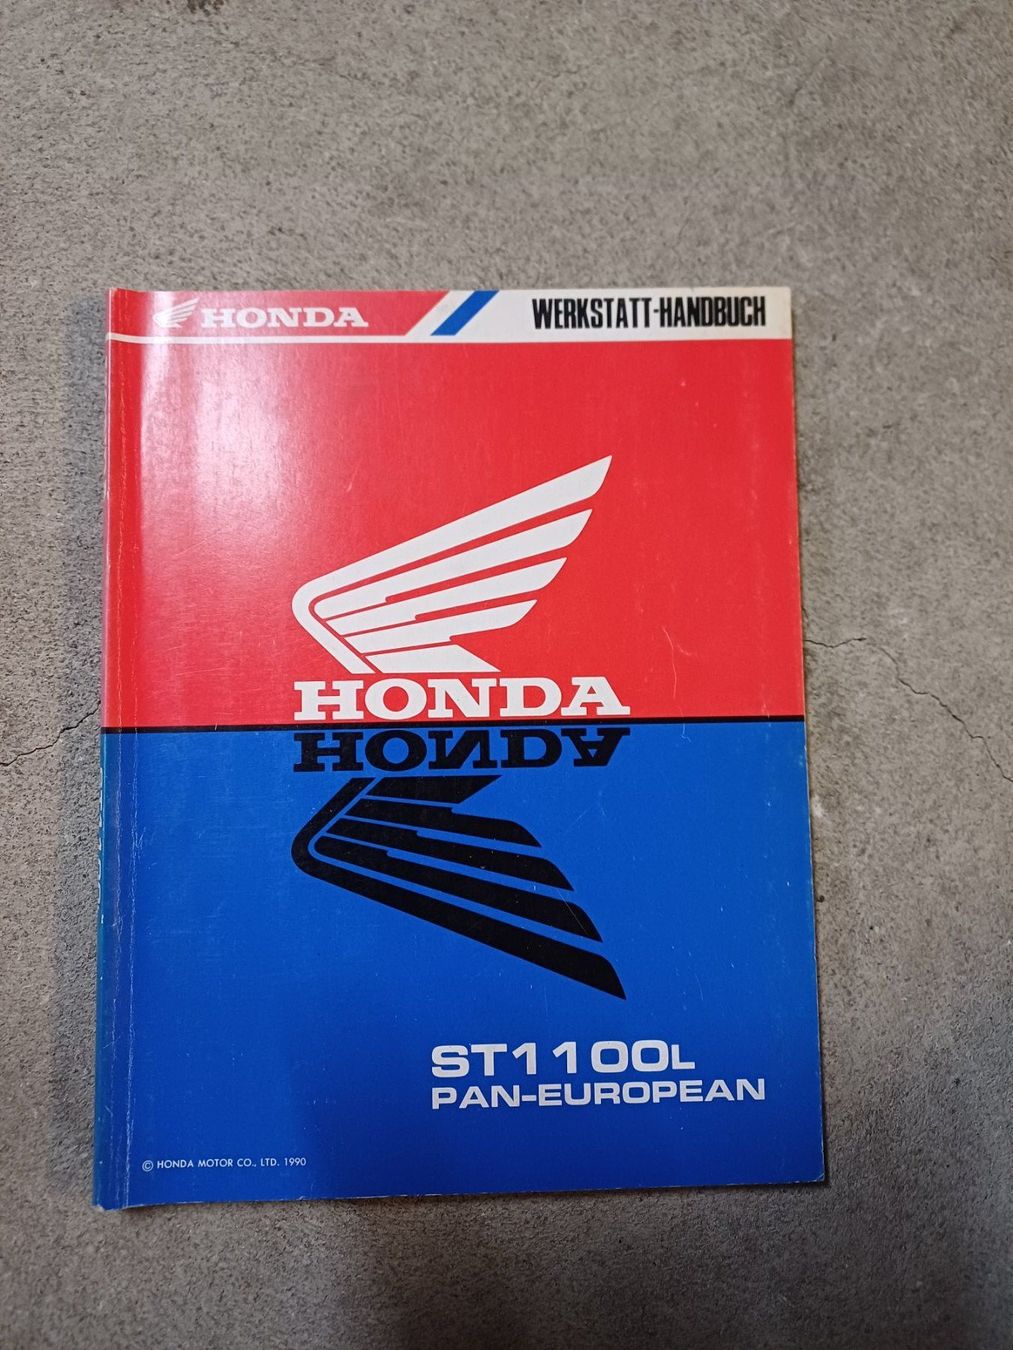 HONDA
WERKSTATT-HANDBUCH
HONDA
HONDA
ST1100L
PAN-EUROPEAN
© HONDA MOTOR CO., LTD. 1990